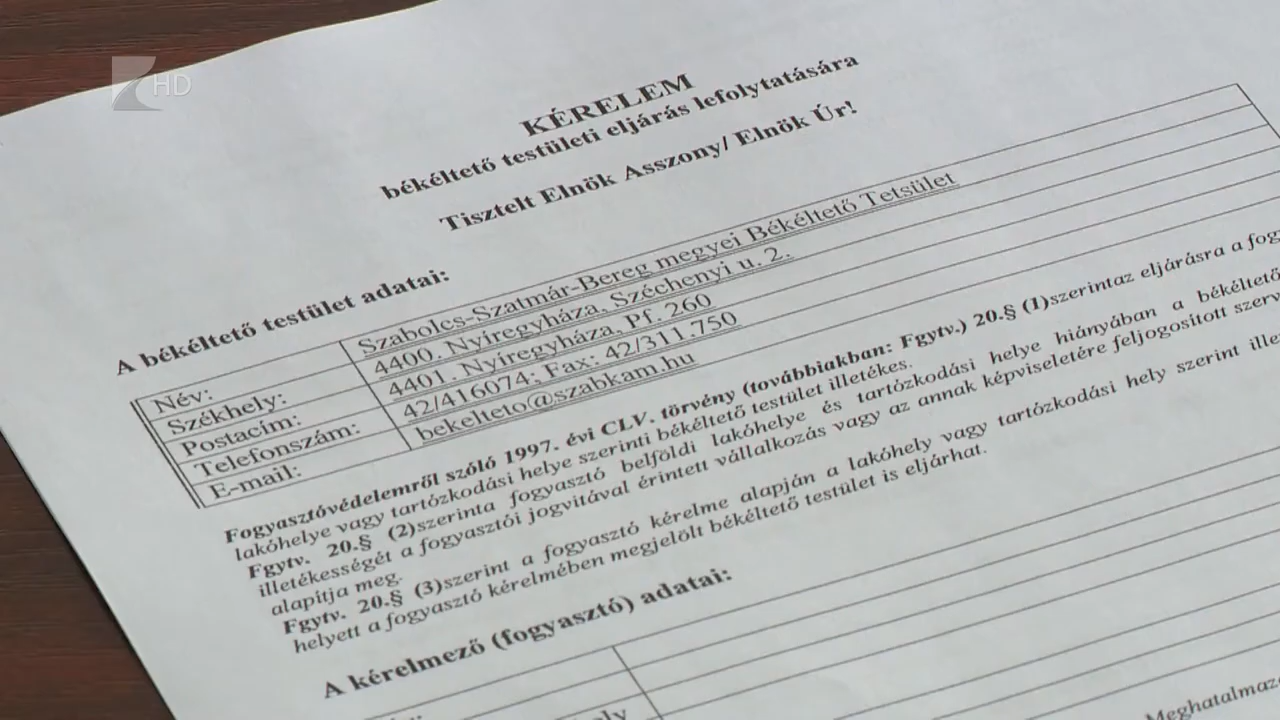 HD
KÉRELEM
békéltető testületi eljárás lefolytatására
Tisztelt Elnök Asszony/ Elnök Úr!
A békéltető testület adatai:
Név: Szabolcs-Szatmár-Bereg megyei Békéltető Tetsület
Székhely: 4400. Nyíregyháza, Széchenyi u. 2.
Postacím: 4401. Nyíregyháza, Pf. 260
Telefonszám: 42/416074; Fax: 42/311.750
E-mail: bekelteto@szabkam.hu
Fogyasztóvédelemről szóló 1997. évi CLV. törvény (továbbiakban: Fgytv.) 20.§ (1)szerintaz eljárásra a
lakóhelye vagy tartózkodási helye szerinti békéltető testület illetékes.
Fgytv. 20.§ (2)szerinta fogyasztó belföldi lakóhelye és tartózkodási helye hiányában a békéltető
illetékességét a fogyasztói jogvitával érintett vállalkozás vagy az annak képviseletére feljogosított
alapítja meg.
Fgytv. 20.§ (3)szerint a fogyasztó kérelme alapján a lakóhely vagy tartózkodási hely szerint
helyett a fogyasztó kérelmében megjelölt békéltető testület is eljárhat.
A kérelmező (fogyasztó) adatai: